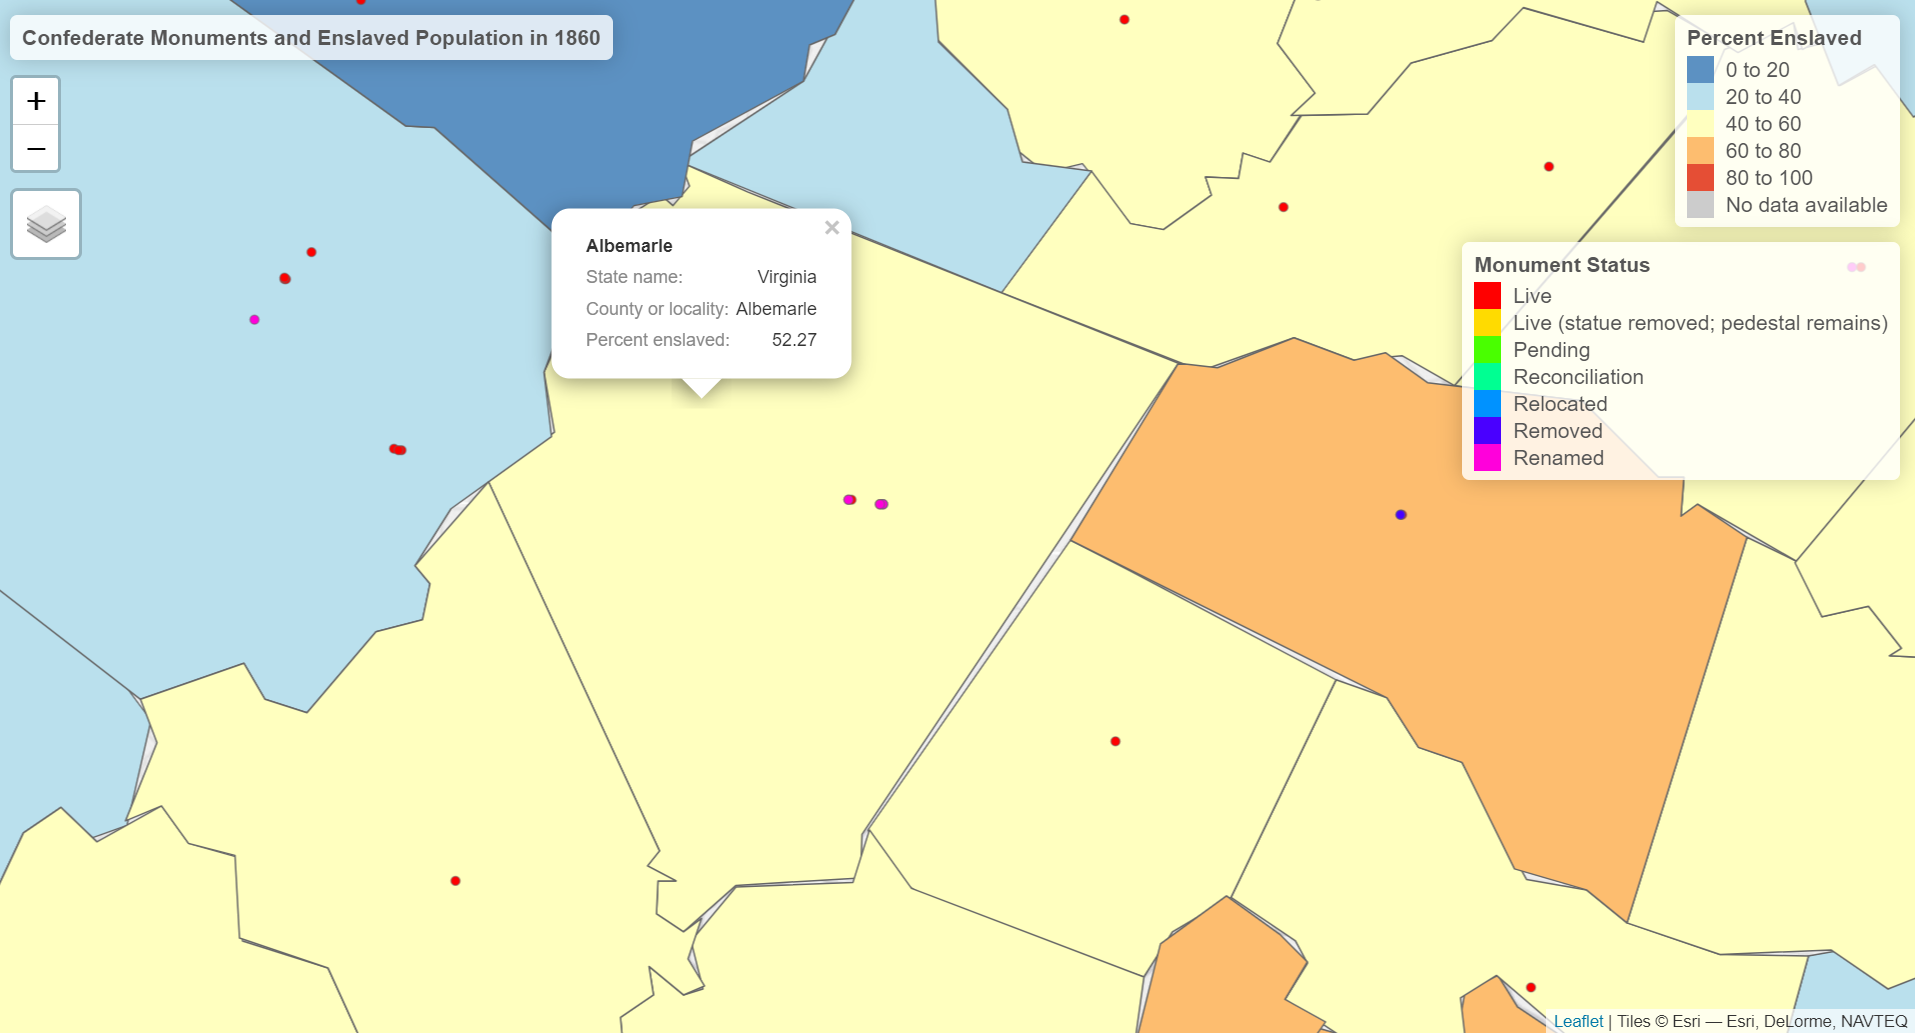 Confederate Monuments and Enslaved Population in 1860
+
−
Albemarle
×
State name: Virginia
County or locality: Albemarle
Percent enslaved: 52.27
Percent Enslaved
0 to 20
20 to 40
40 to 60
60 to 80
80 to 100
No data available
Monument Status
Live
Live (statue removed; pedestal remains)
Pending
Reconciliation
Relocated
Removed
Renamed
Leaflet | Tiles © Esri — Esri, DeLorme, NAVTEQ